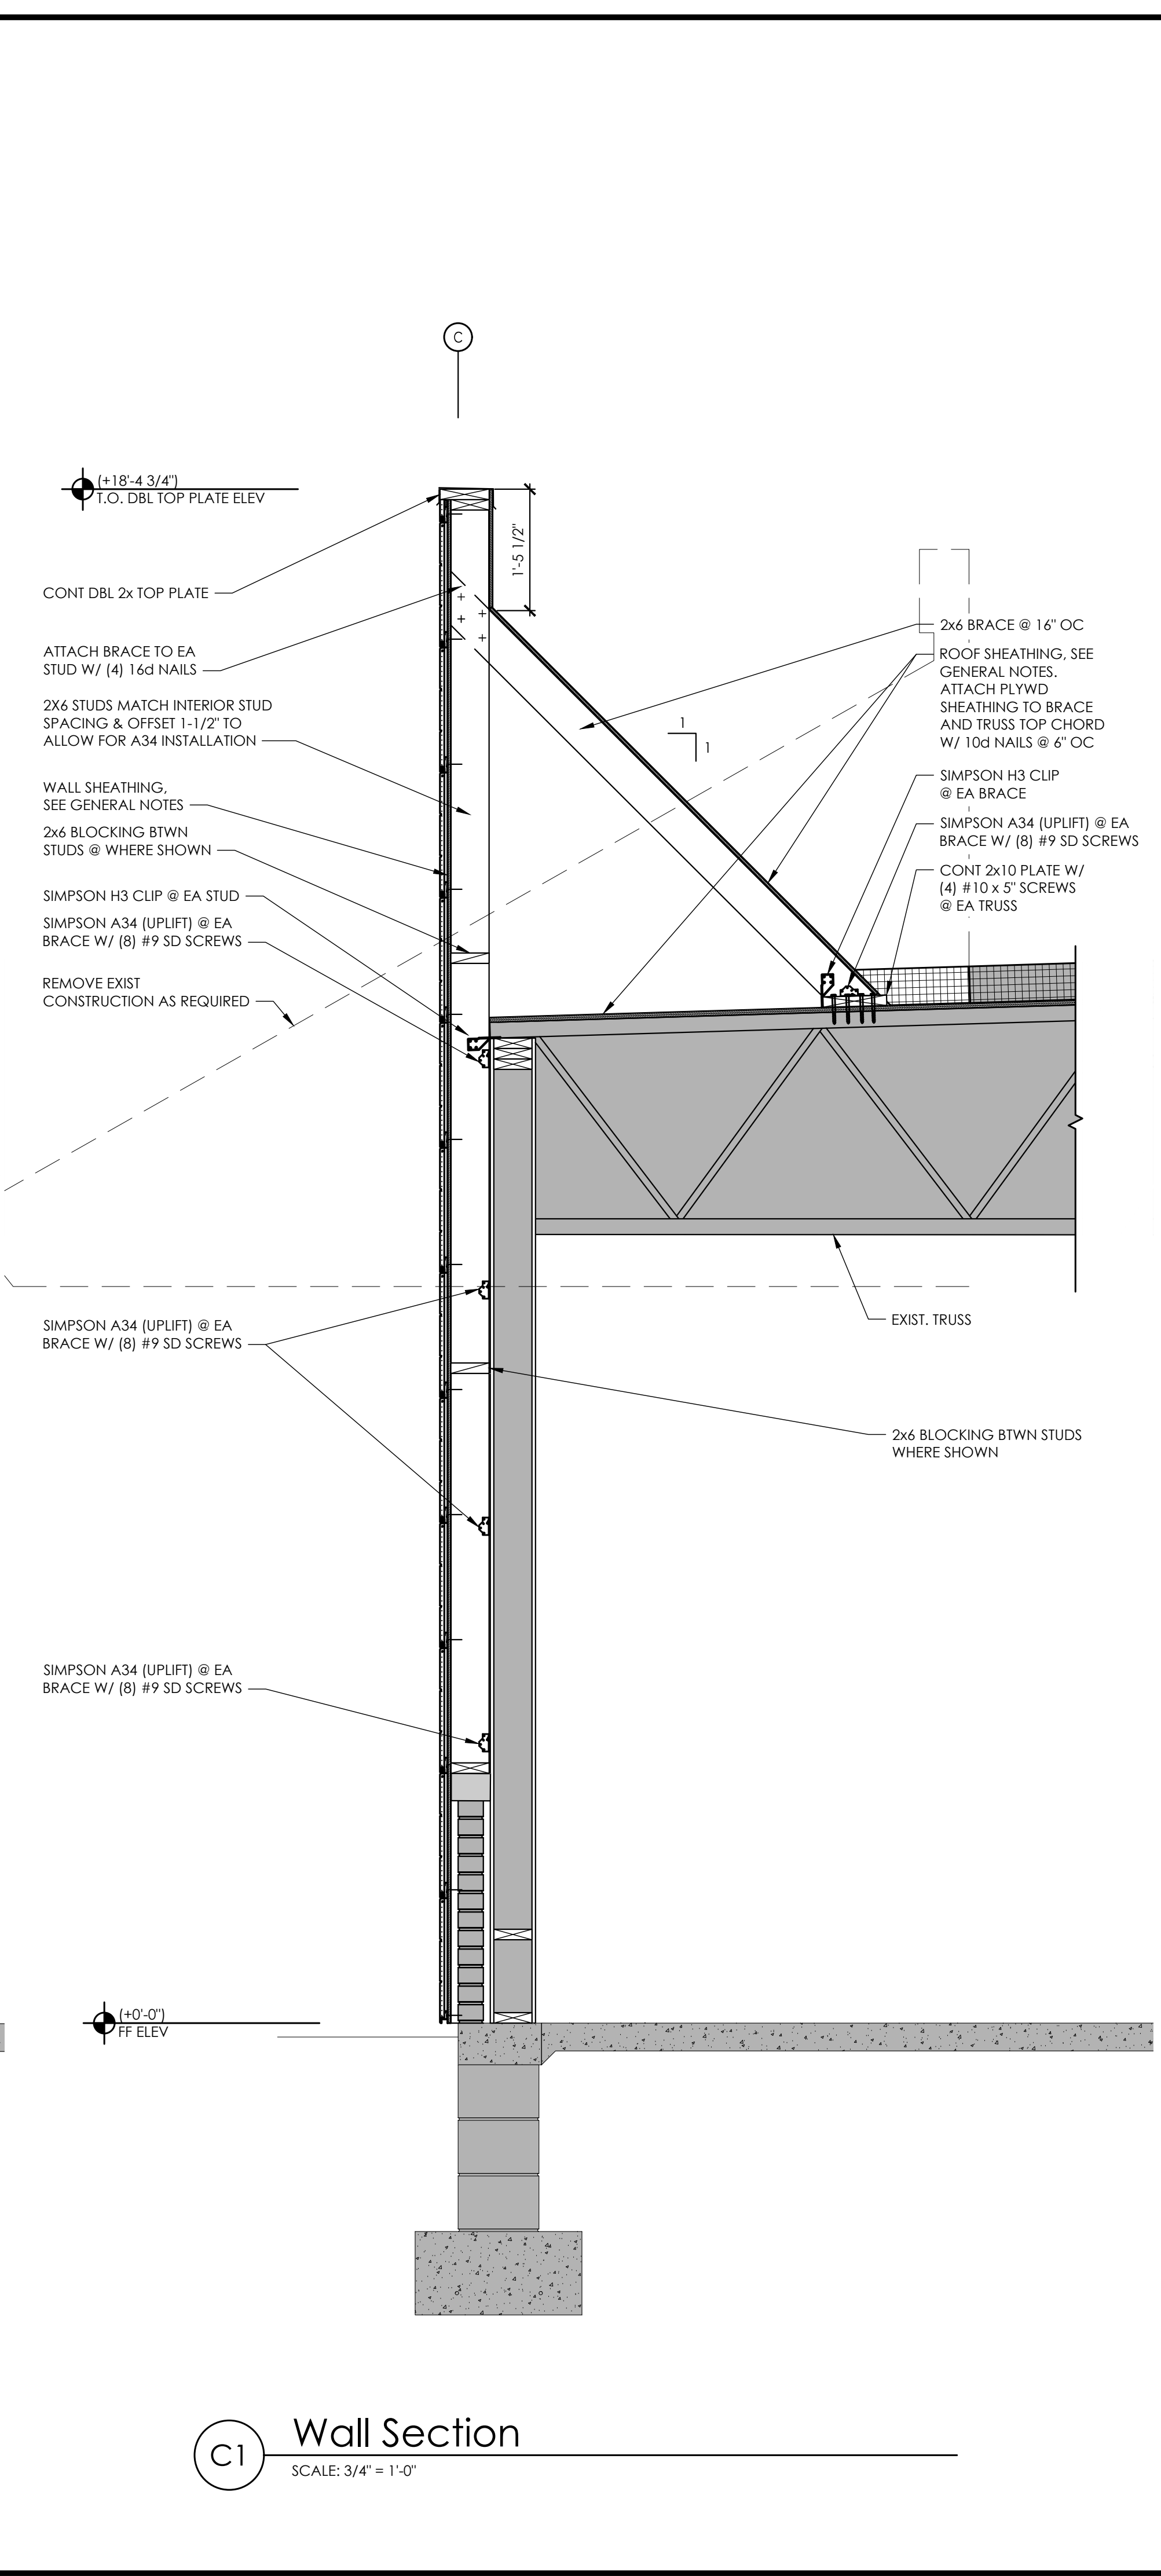 C
(+18'-4 3/4")
T.O. DBL TOP PLATE ELEV
1'-5 1/2"
CONT DBL 2x TOP PLATE
ATTACH BRACE TO EA
STUD W/ (4) 16d NAILS
2X6 STUDS MATCH INTERIOR STUD
SPACING & OFFSET 1-1/2" TO
ALLOW FOR A34 INSTALLATION
WALL SHEATHING,
SEE GENERAL NOTES
2x6 BLOCKING BTWN
STUDS @ WHERE SHOWN
SIMPSON H3 CLIP @ EA STUD
SIMPSON A34 (UPLIFT) @ EA
BRACE W/ (8) #9 SD SCREWS
REMOVE EXIST
CONSTRUCTION AS REQUIRED
2x6 BRACE @ 16" OC
ROOF SHEATHING, SEE
GENERAL NOTES.
ATTACH PLYWD
SHEATHING TO BRACE
AND TRUSS TOP CHORD
W/ 10d NAILS @ 6" OC
1
1
SIMPSON H3 CLIP
@ EA BRACE
SIMPSON A34 (UPLIFT) @ EA
BRACE W/ (8) #9 SD SCREWS
CONT 2x10 PLATE W/
(4) #10 x 5" SCREWS
@ EA TRUSS
SIMPSON A34 (UPLIFT) @ EA
BRACE W/ (8) #9 SD SCREWS
EXIST. TRUSS
2x6 BLOCKING BTWN STUDS
WHERE SHOWN
SIMPSON A34 (UPLIFT) @ EA
BRACE W/ (8) #9 SD SCREWS
(+0'-0")
FF ELEV
C1
Wall Section
SCALE: 3/4" = 1'-0"